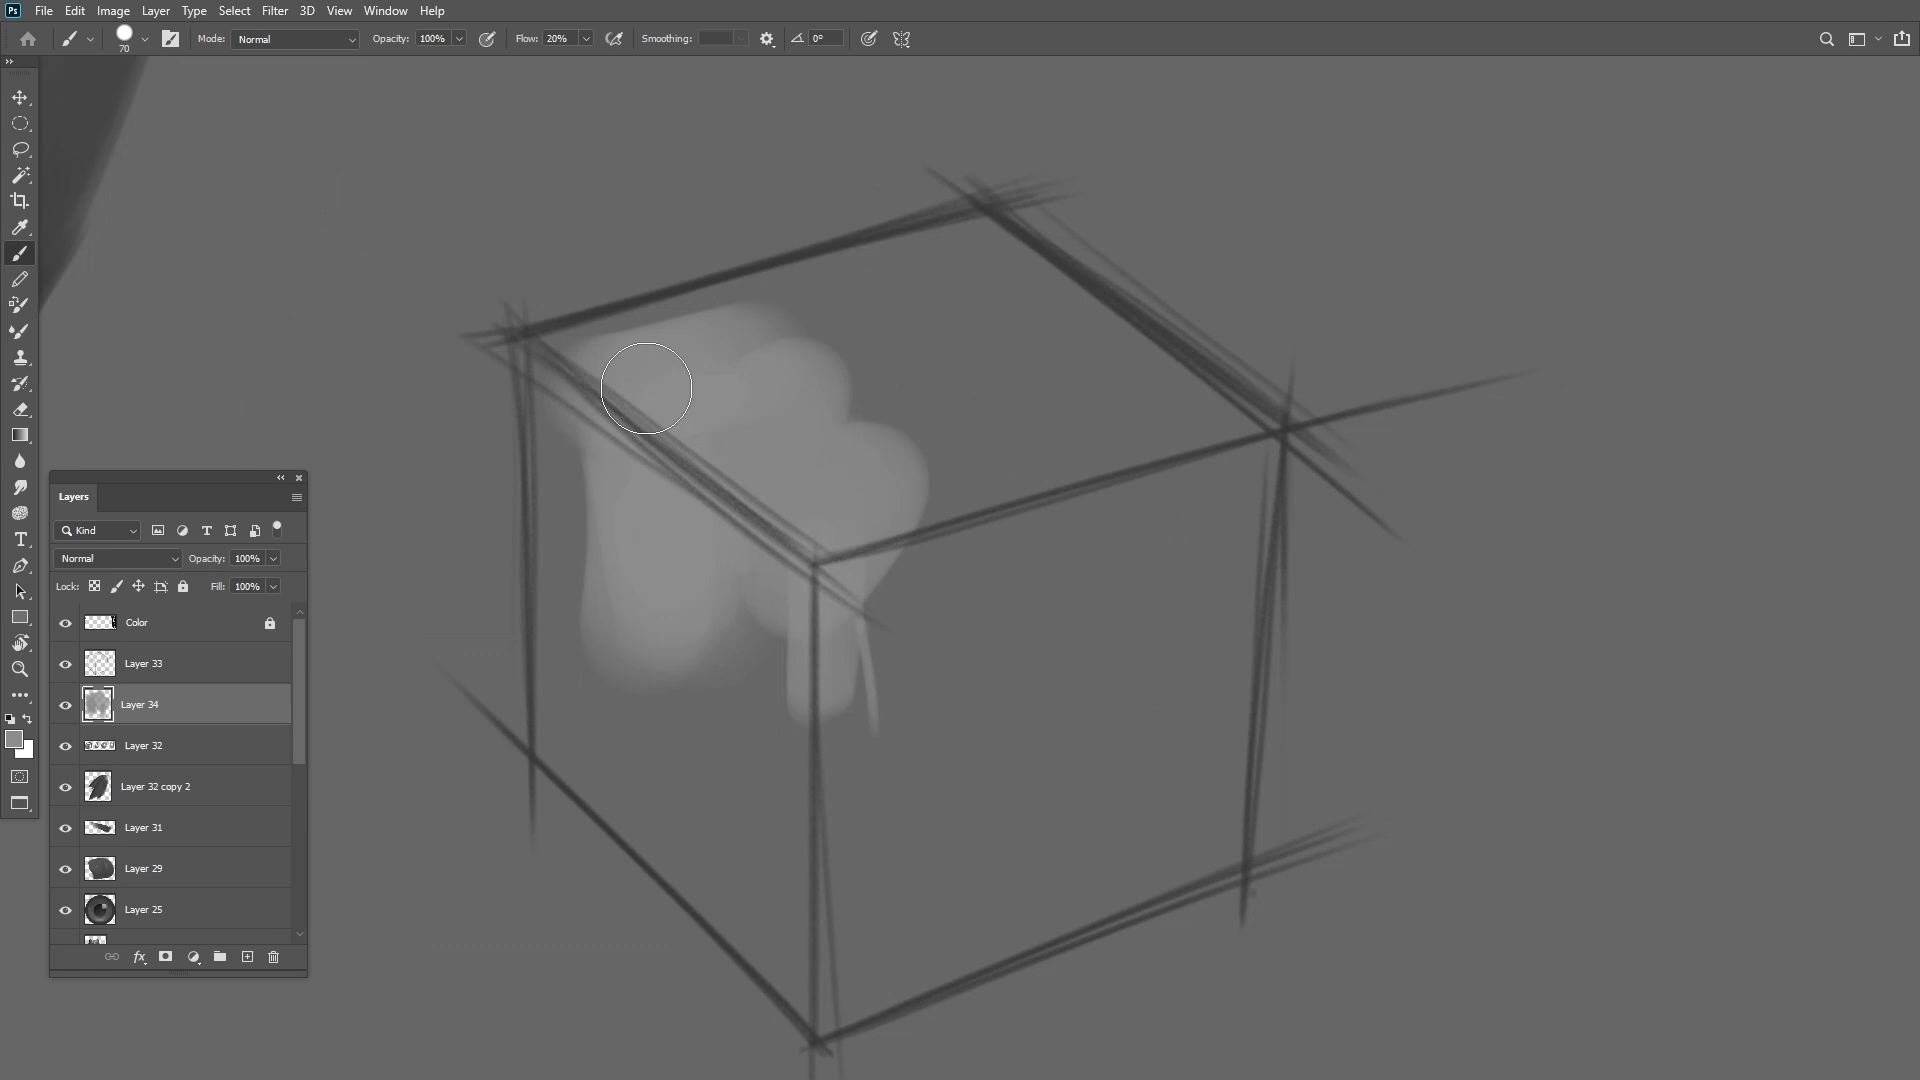 Ps File Edit Image Layer Type Select Filter 3D View Window Help
70 Mode: Normal Opacity: 100% Flow: 20% Smoothing: 0°
Layers
Kind
Normal Opacity: 100%
Lock: Fill: 100%
Color
Layer 33
Layer 34
Layer 32
Layer 32 copy 2
Layer 31
Layer 29
Layer 25
fx